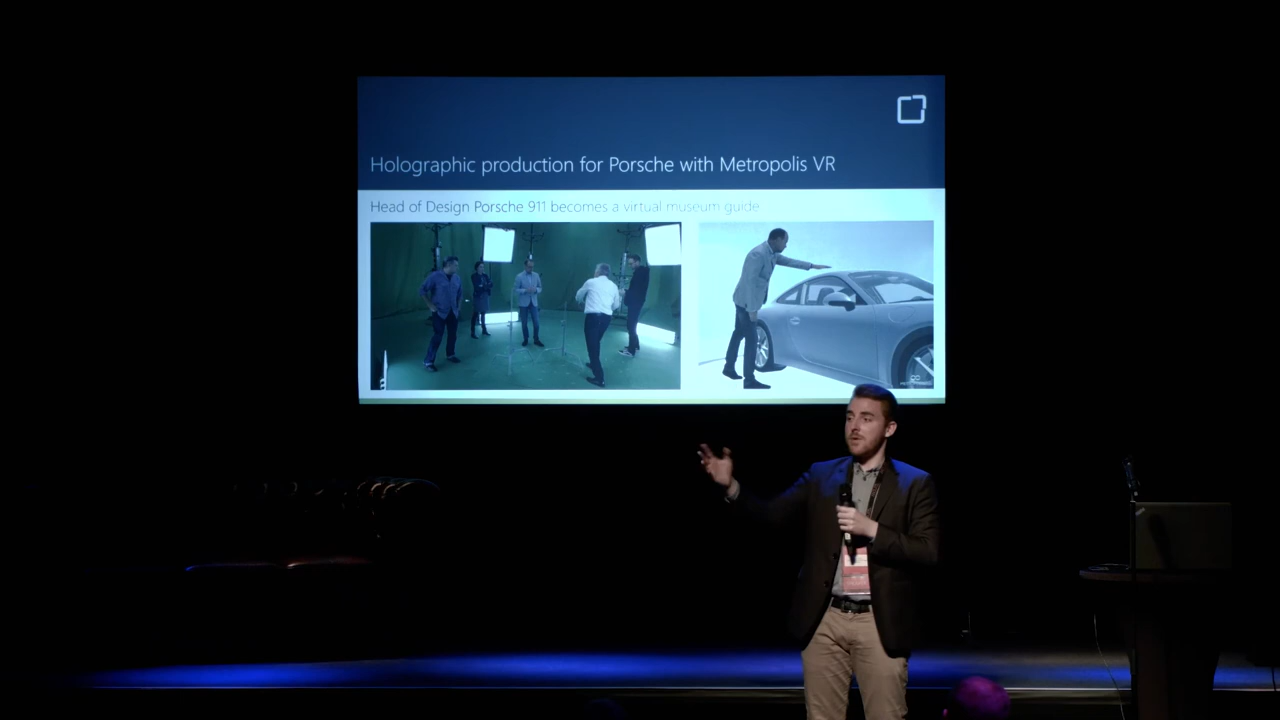 Holographic production for Porsche with Metropolis VR
Head of Design Porsche 911 becomes a virtual museum guide